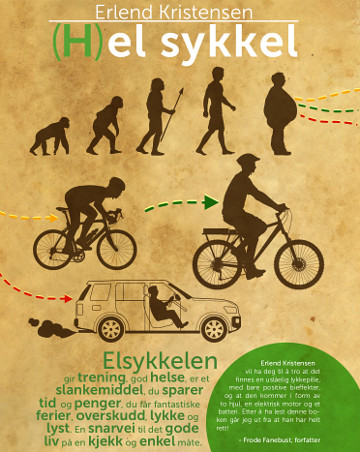 Erlend Kristensen
(H)el sykkel
Elsykkelen
gir trening, god helse, er et
slankemiddel, du sparer
tid og penger, du får fantastiske
ferier, overskudd, lykke og
lyst. En snarvei til det gode
liv på en kjekk og enkel måte.
Erlend Kristensen
vil ha deg til å tro at det
finnes en uslåelig lykkepille,
med bare positive bieffekter,
og at den kommer i form av
to hjul, en elektrisk motor og et
batteri. Etter å ha lest denne bo-
ken går jeg ut fra at han har helt
rett!
- Frode Fanebust, forfatter